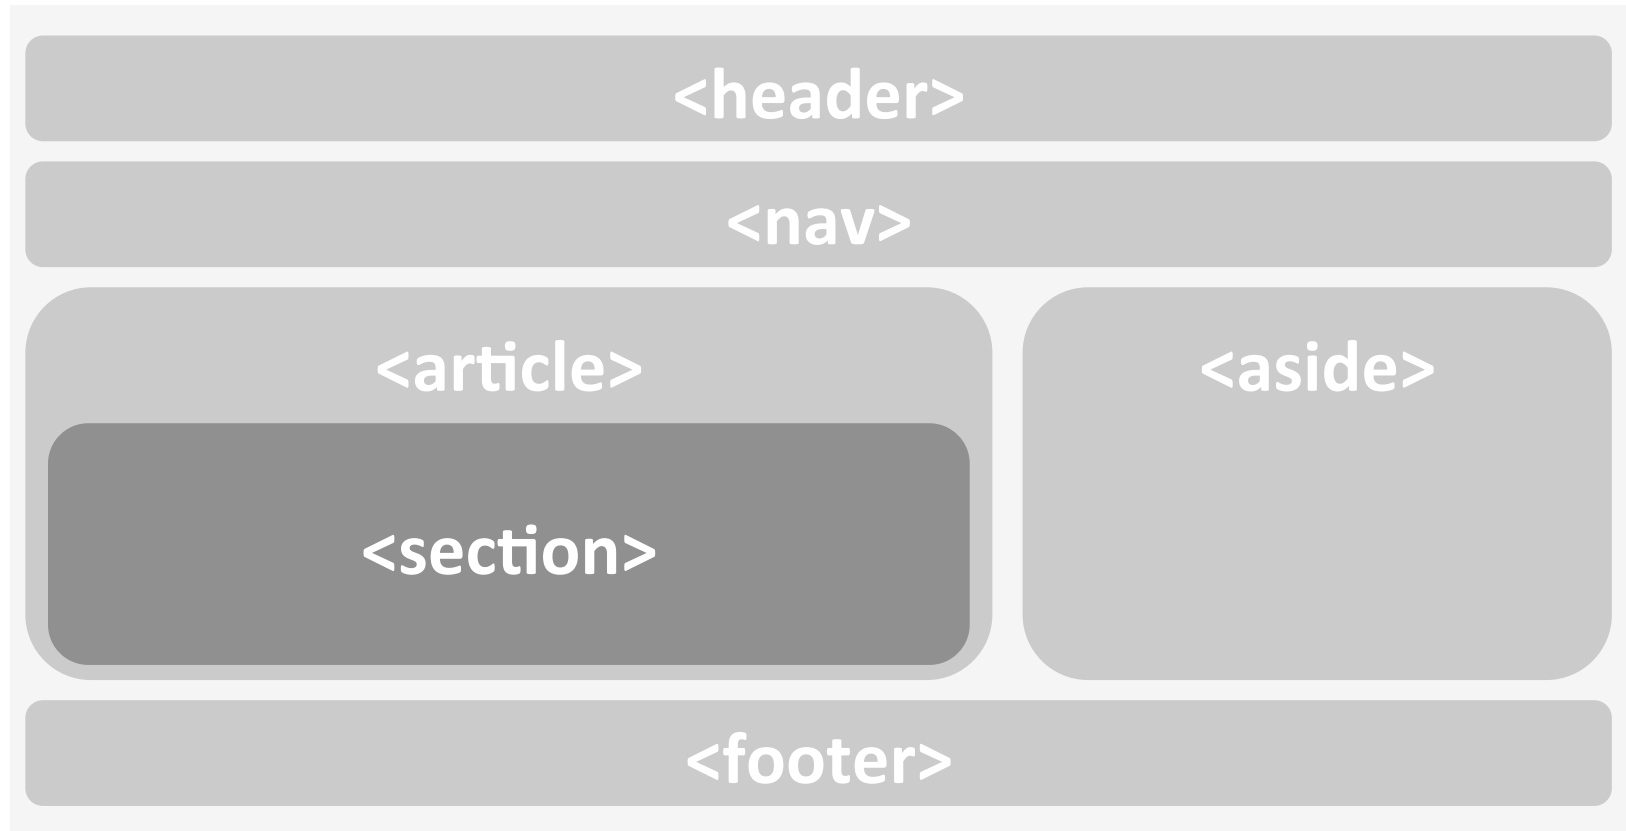 <header>
<nav>
<article>
<aside>
<section>
<footer>